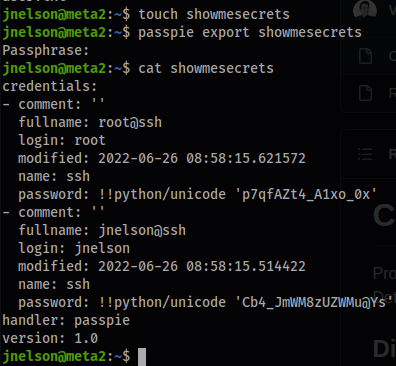 jnelson@meta2:~$ touch showmesecrets
jnelson@meta2:~$ passpie export showmesecrets
Passphrase:
jnelson@meta2:~$ cat showmesecrets
credentials:
- comment: ''
  fullname: root@ssh
  login: root
  modified: 2022-06-26 08:58:15.621572
  name: ssh
  password: !!python/unicode 'p7qfAZt4_A1xo_0x'
- comment: ''
  fullname: jnelson@ssh
  login: jnelson
  modified: 2022-06-26 08:58:15.514422
  name: ssh
  password: !!python/unicode 'Cb4_JmWM8zUZWMu@Ys'
handler: passpie
version: 1.0
jnelson@meta2:~$